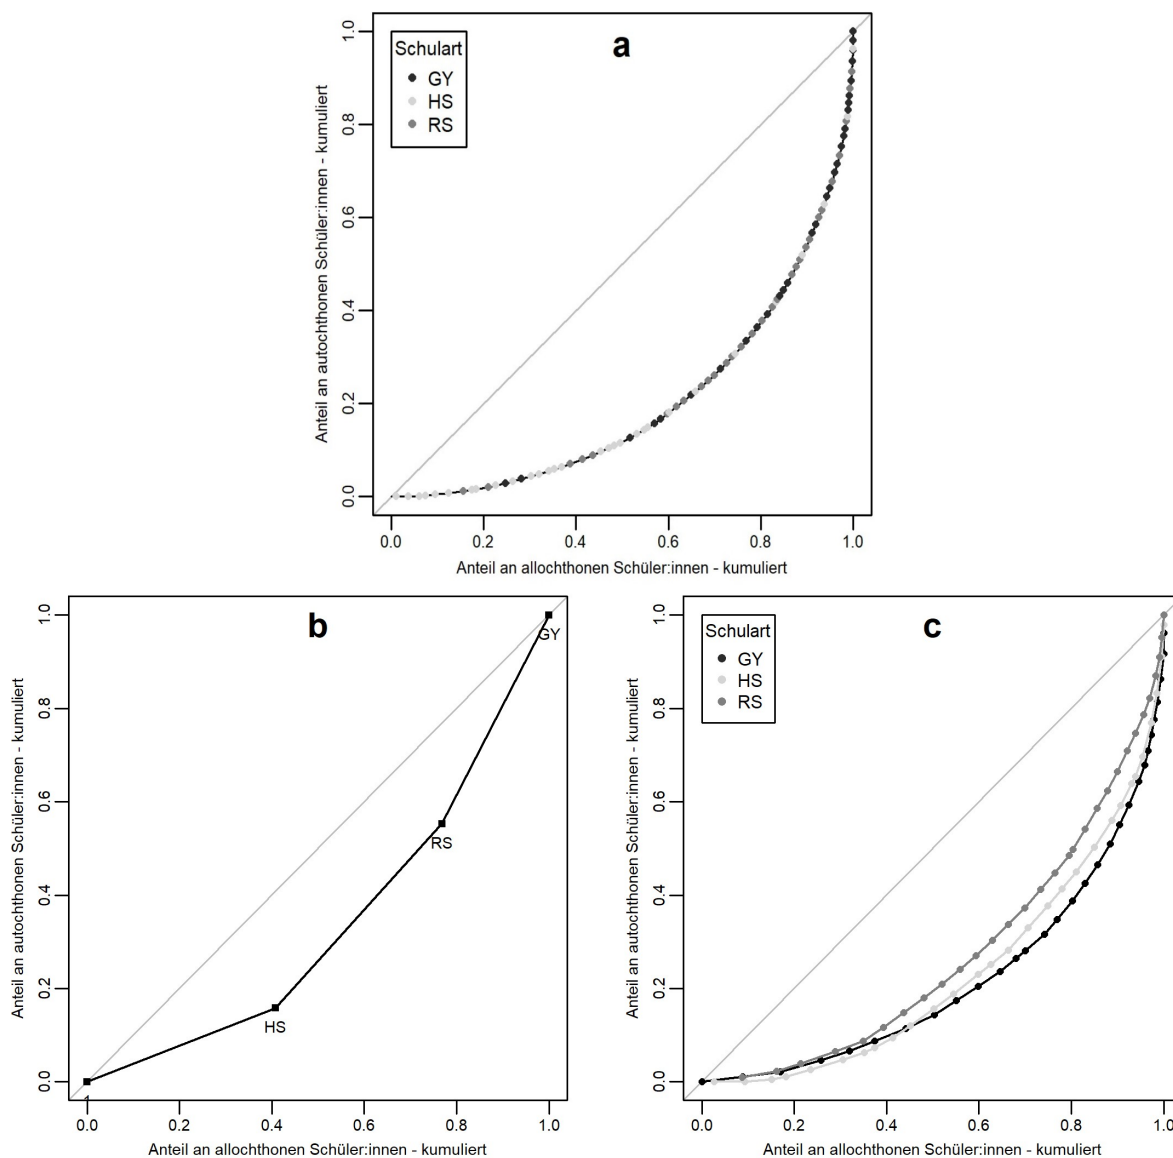 a
Schulart
GY
HS
RS
Anteil an autochthonen Schüler:innen - kumuliert
1.0
0.8
0.6
0.4
0.2
0.0
0.0 0.2 0.4 0.6 0.8 1.0
Anteil an allochthonen Schüler:innen - kumuliert
b
Anteil an autochthonen Schüler:innen - kumuliert
1.0
0.8
0.6
0.4
0.2
0.0
GY
RS
HS
0.0 0.2 0.4 0.6 0.8 1.0
Anteil an allochthonen Schüler:innen - kumuliert
c
Schulart
GY
HS
RS
Anteil an autochthonen Schüler:innen - kumuliert
1.0
0.8
0.6
0.4
0.2
0.0
0.0 0.2 0.4 0.6 0.8 1.0
Anteil an allochthonen Schüler:innen - kumuliert